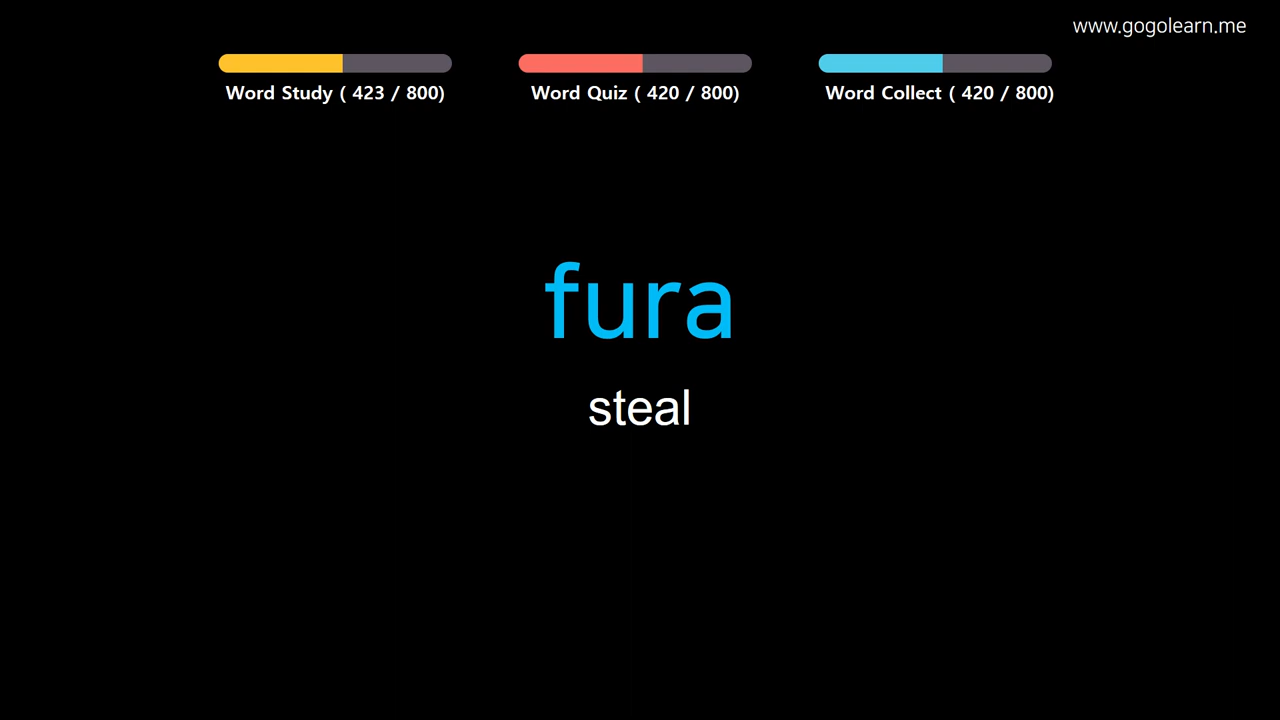 www.gogolearn.me
Word Study ( 423 / 800)
Word Quiz ( 420 / 800)
Word Collect ( 420 / 800)
fura
steal